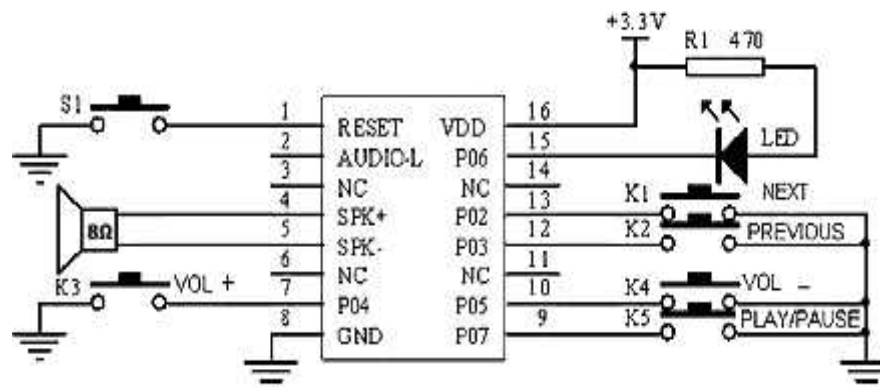 +3.3V
R1 470
S1
1
RESET
VDD
16
2
AUDIO-L
P06
15
LED
3
NC
NC
14
4
SPK+
P02
13
K1
NEXT
8Ω
5
SPK-
P03
12
K2
PREVIOUS
6
NC
NC
11
K3
VOL +
7
P04
P05
10
K4
VOL -
8
GND
P07
9
K5
PLAY/PAUSE